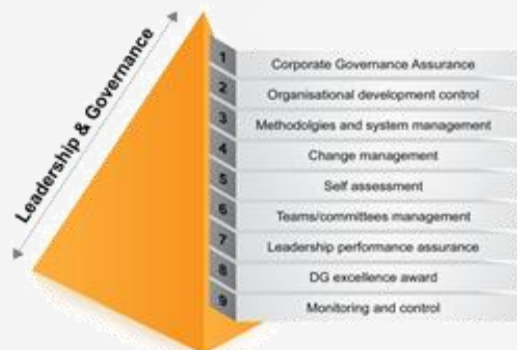 Leadership & Governance
1 Corporate Governance Assurance
2 Organisational development control
3 Methodolgies and system management
4 Change management
5 Self assessment
6 Teams/committees management
7 Leadership performance assurance
8 DG excellence award
9 Monitoring and control